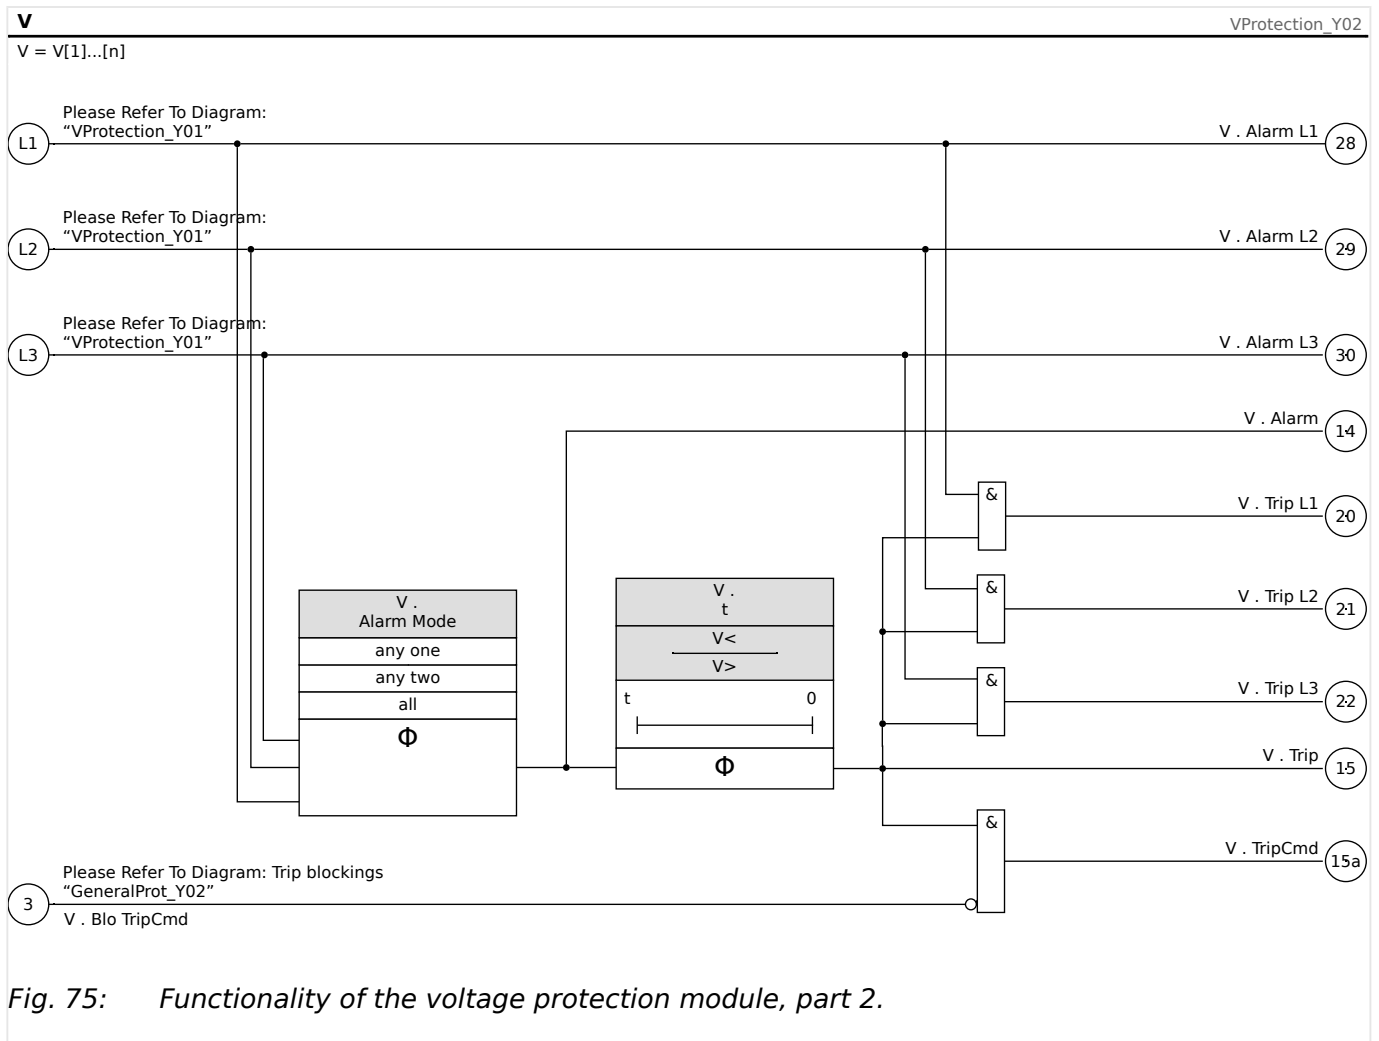 V
VProtection_Y02
V = V[1]...[n]
Please Refer To Diagram:
“VProtection_Y01”
L1
V . Alarm L1
28
Please Refer To Diagram:
“VProtection_Y01”
L2
V . Alarm L2
29
Please Refer To Diagram:
“VProtection_Y01”
L3
V . Alarm L3
30
V . Alarm
14
&
V . Trip L1
20
V .
Alarm Mode
any one
any two
all
Φ
V .
t
V<
V>
t 0
Φ
&
V . Trip L2
21
&
V . Trip L3
22
V . Trip
15
&
V . TripCmd
15a
Please Refer To Diagram: Trip blockings
“GeneralProt_Y02”
3
V . Blo TripCmd
Fig. 75: Functionality of the voltage protection module, part 2.